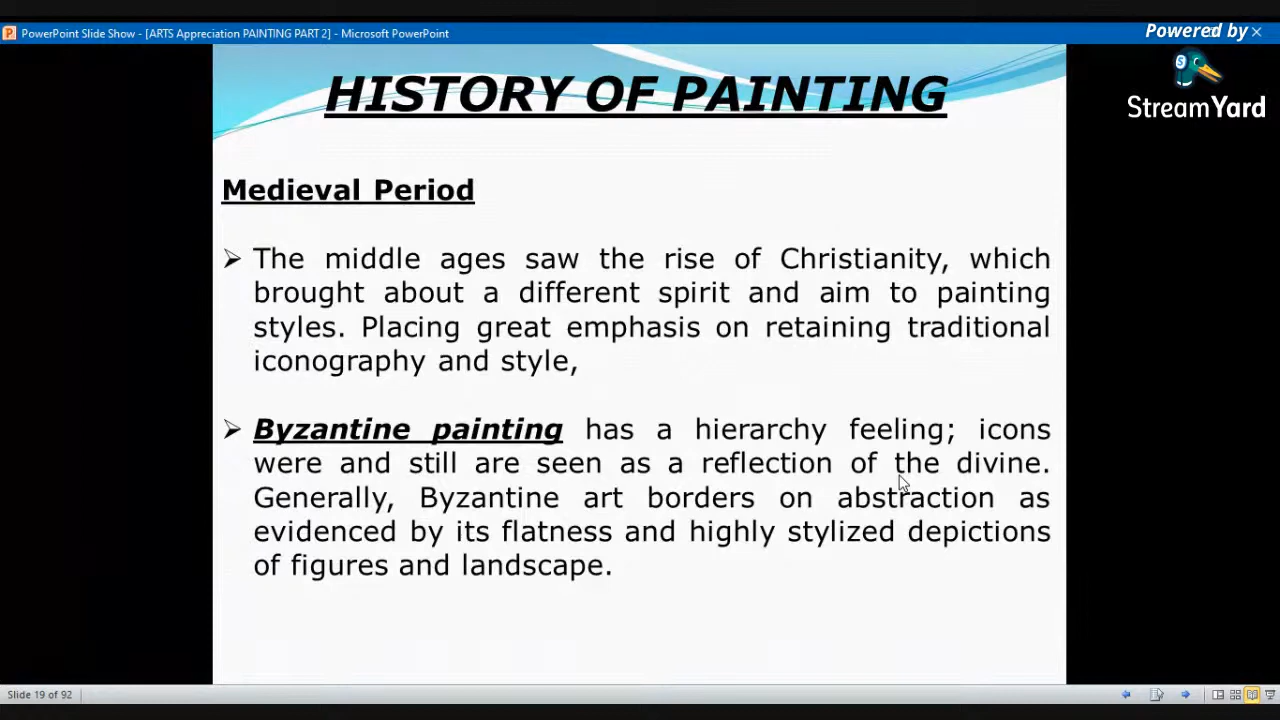 PowerPoint Slide Show - [ARTS Appreciation PAINTING PART 2] - Microsoft PowerPoint
Powered by
StreamYard
HISTORY OF PAINTING
Medieval Period
The middle ages saw the rise of Christianity, which
brought about a different spirit and aim to painting
styles. Placing great emphasis on retaining traditional
iconography and style,
Byzantine painting has a hierarchy feeling; icons
were and still are seen as a reflection of the divine.
Generally, Byzantine art borders on abstraction as
evidenced by its flatness and highly stylized depictions
of figures and landscape.
Slide 19 of 92